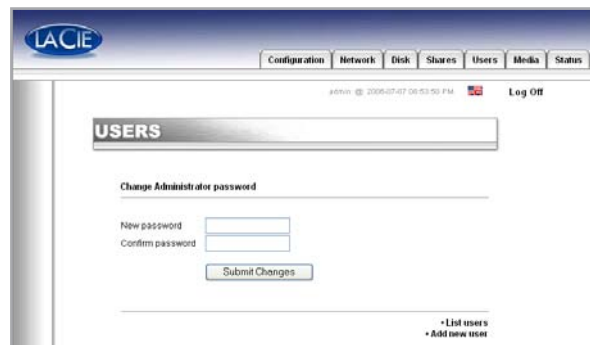 LACIE
Configuration Network Disk Shares Users Media Status
admin @ 2006-07-07 06:53:50 PM Log Off
USERS
Change Administrator password
New password
Confirm password
Submit Changes
• List users
• Add new user